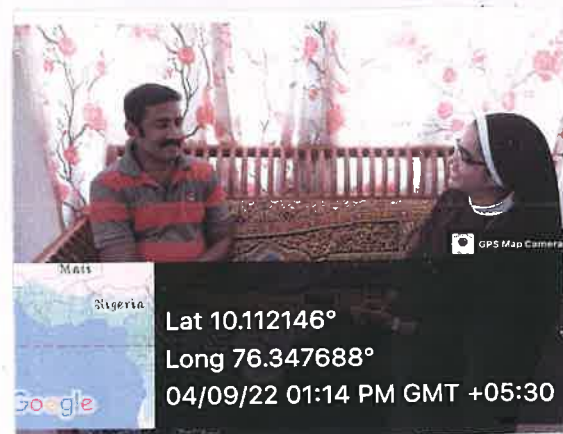 GPS Map Camera
Mali
Nigeria
Google
Lat 10.112146°
Long 76.347688°
04/09/22 01:14 PM GMT +05:30